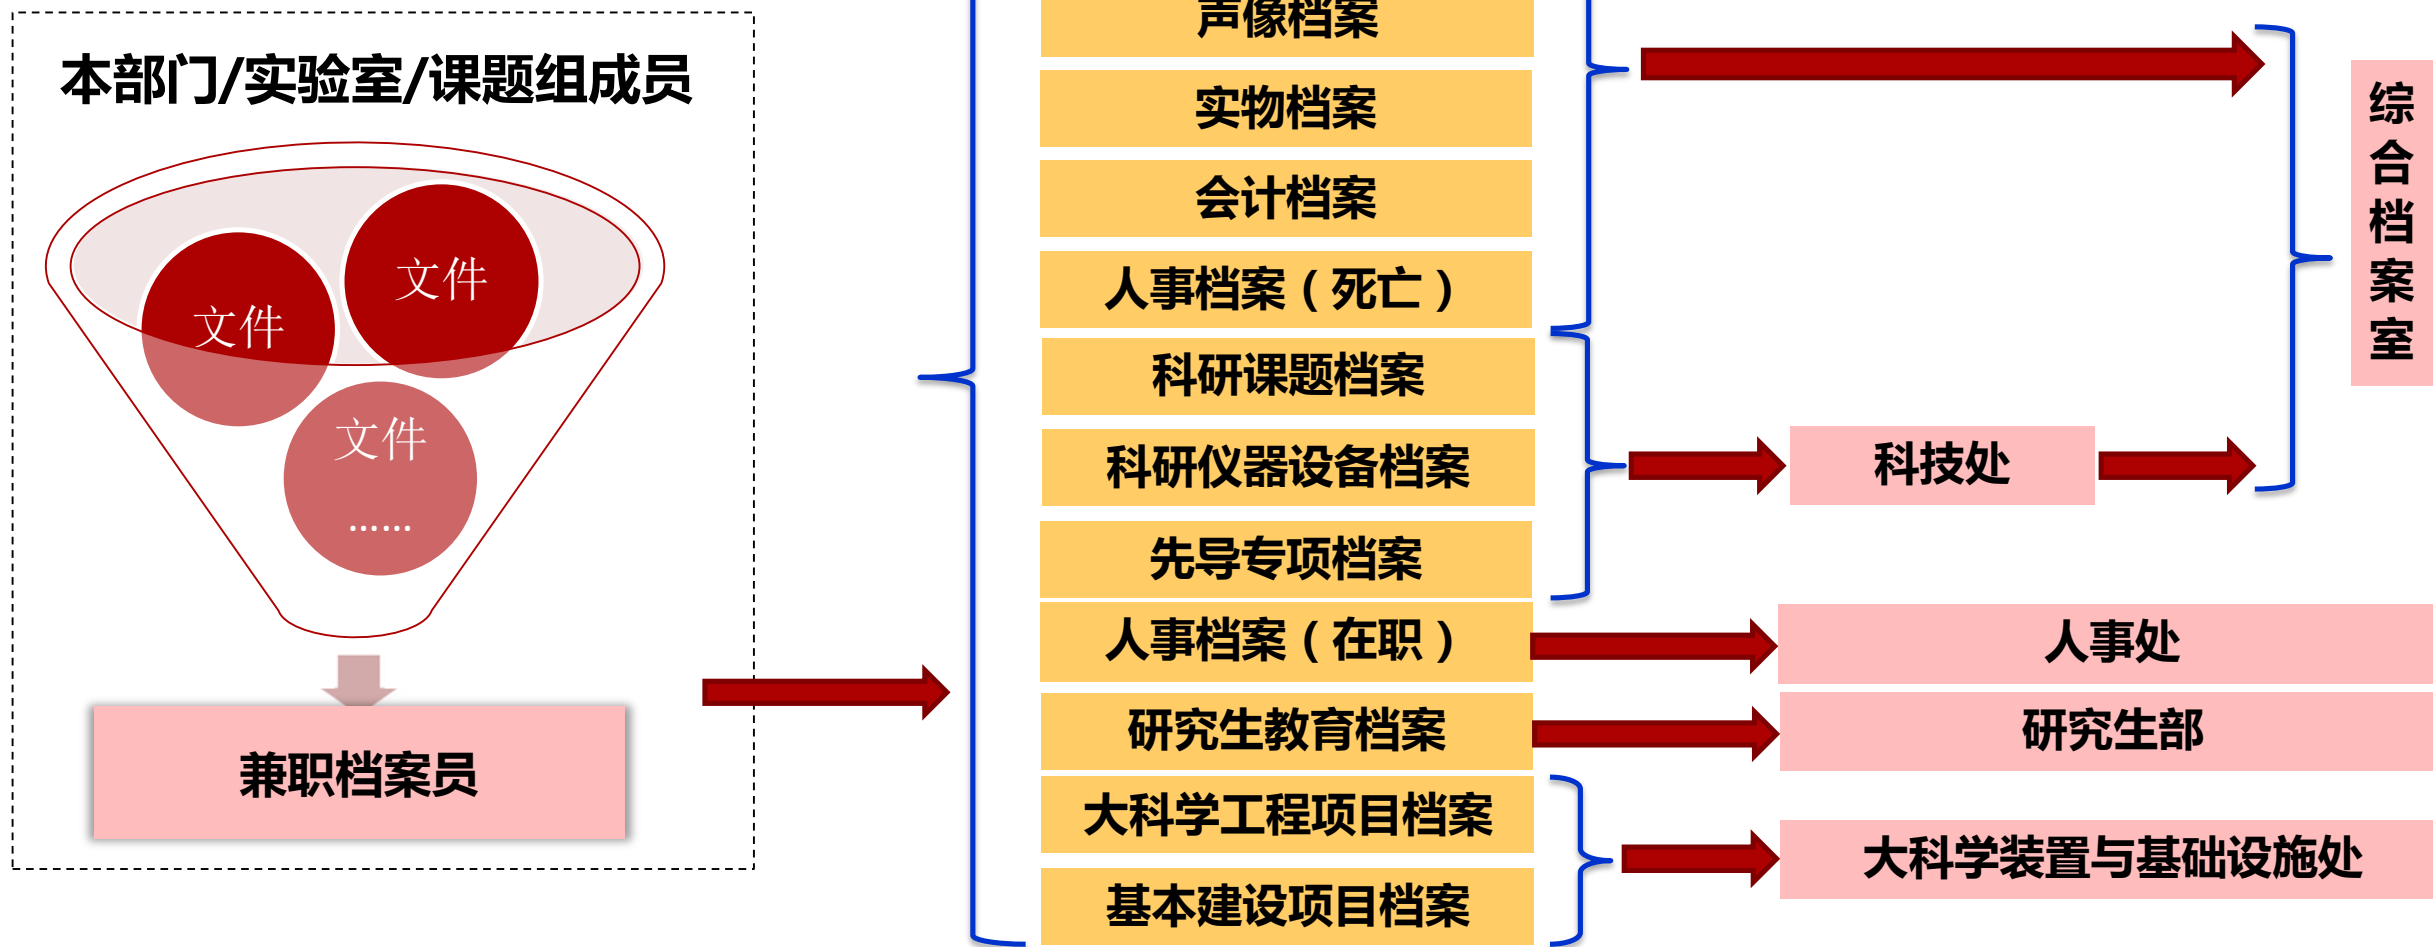 本部门/实验室/课题组成员
文件
文件
文件
……
兼职档案员
声像档案
实物档案
会计档案
人事档案（死亡）
科研课题档案
科研仪器设备档案
先导专项档案
人事档案（在职）
研究生教育档案
大科学工程项目档案
基本建设项目档案
科技处
人事处
研究生部
大科学装置与基础设施处
综合档案室